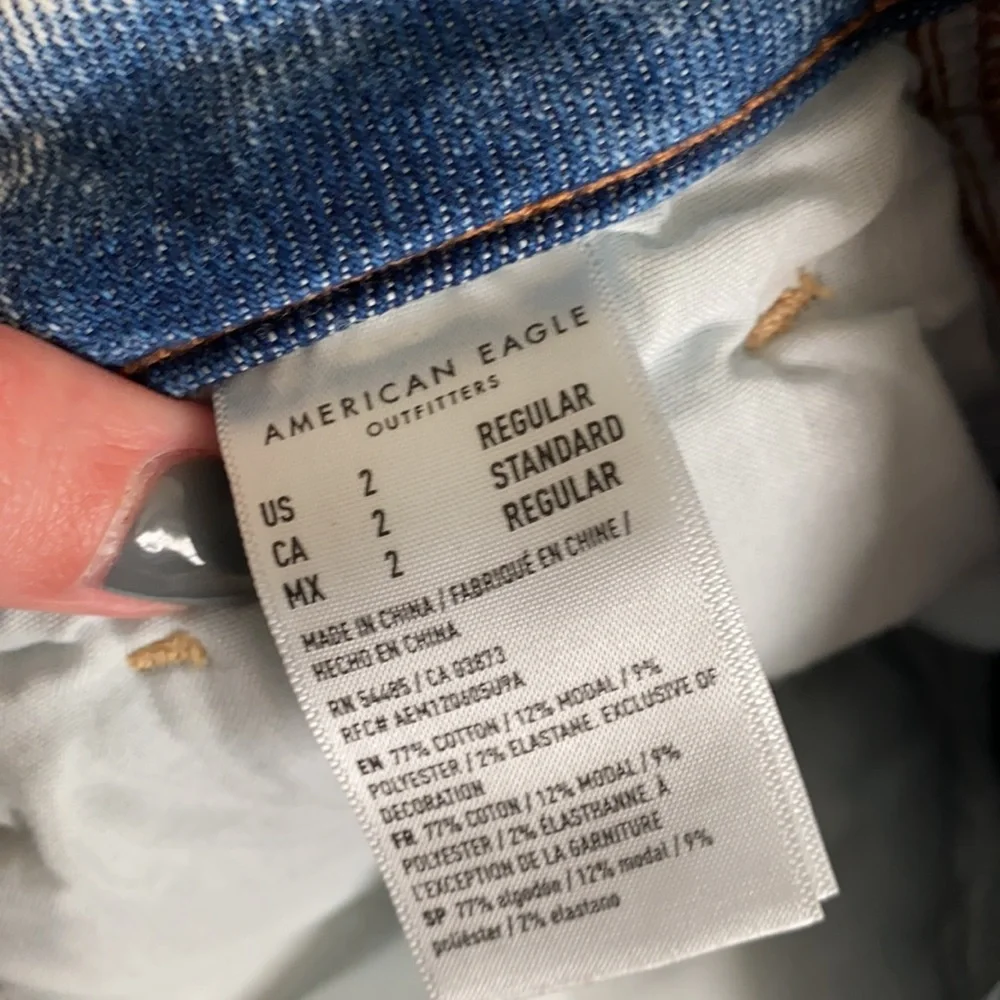 AMERICAN EAGLE
OUTFITTERS
US 2 REGULAR
CA 2 STANDARD
MX 2 REGULAR
MADE IN CHINA / FABRIQUÉ EN CHINE /
HECHO EN CHINA
RN 54485 / CA 03873
RFC# AEM120605U9A
EN 77% COTTON / 12% MODAL / 9%
POLYESTER / 2% ELASTANE EXCLUSIVE OF
DECORATION
FR 77% COTON / 12% MODAL / 9%
POLYESTER / 2% ÉLASTHANNE À
L'EXCEPTION DE LA GARNITURE
SP 77% algodón / 12% modal / 9%
poliéster / 2% elastano